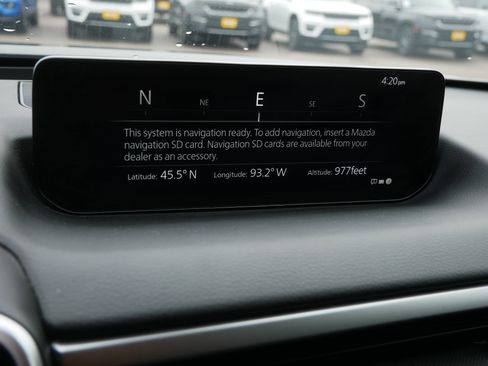 4:20pm
N NE E SE S
This system is navigation ready. To add navigation, insert a Mazda
navigation SD card. Navigation SD cards are available from your
dealer as an accessory.
Latitude: 45.5° N Longitude: 93.2° W Altitude: 977feet